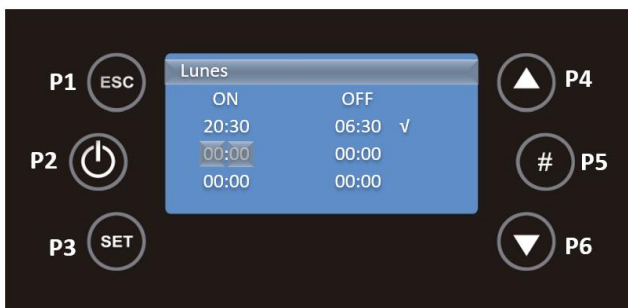 Lunes
ON OFF
P1 ESC 20:30 06:30 √ P4
P2 00:00 00:00 # P5
00:00 00:00
P3 SET P6